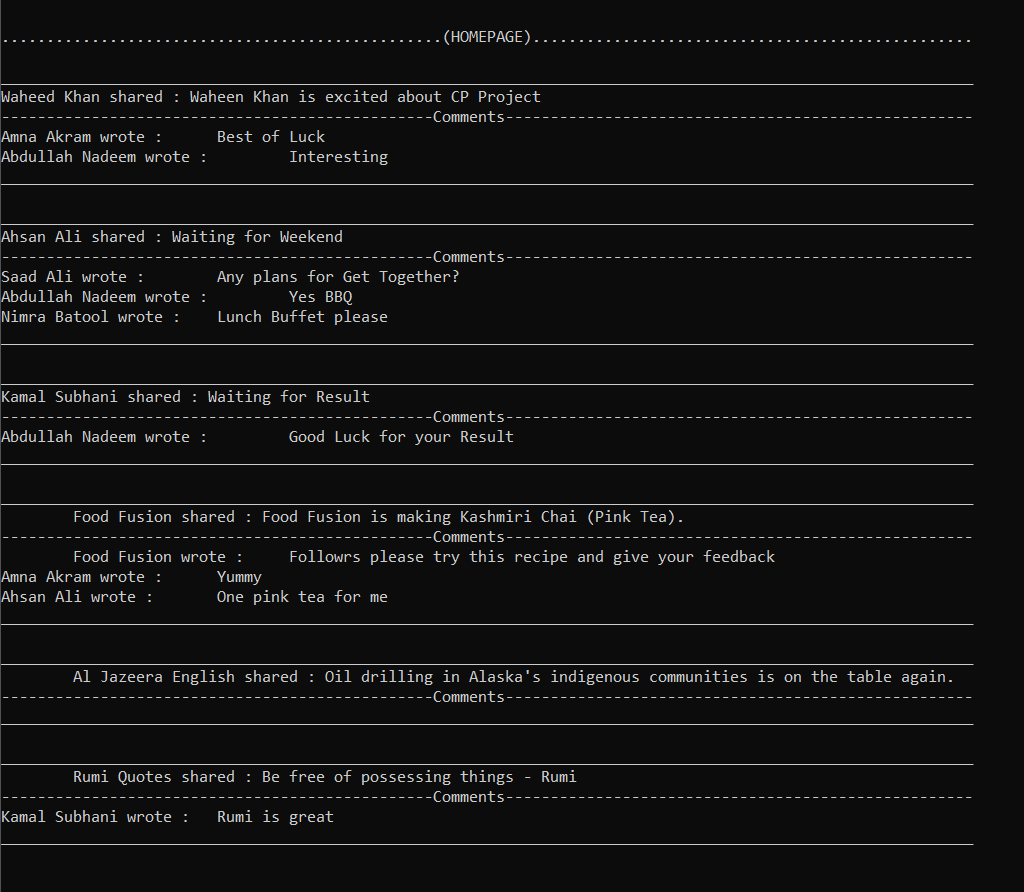 ................................................(HOMEPAGE)................................................
Waheed Khan shared : Waheen Khan is excited about CP Project
------------------------------------------------Comments----------------------------------------------------
Amna Akram wrote :      Best of Luck
Abdullah Nadeem wrote :         Interesting
Ahsan Ali shared : Waiting for Weekend
------------------------------------------------Comments----------------------------------------------------
Saad Ali wrote :        Any plans for Get Together?
Abdullah Nadeem wrote :         Yes BBQ
Nimra Batool wrote :    Lunch Buffet please
Kamal Subhani shared : Waiting for Result
------------------------------------------------Comments----------------------------------------------------
Abdullah Nadeem wrote :         Good Luck for your Result
        Food Fusion shared : Food Fusion is making Kashmiri Chai (Pink Tea).
------------------------------------------------Comments----------------------------------------------------
        Food Fusion wrote :     Followrs please try this recipe and give your feedback
Amna Akram wrote :      Yummy
Ahsan Ali wrote :       One pink tea for me
        Al Jazeera English shared : Oil drilling in Alaska's indigenous communities is on the table again.
------------------------------------------------Comments----------------------------------------------------
        Rumi Quotes shared : Be free of possessing things - Rumi
------------------------------------------------Comments----------------------------------------------------
Kamal Subhani wrote :   Rumi is great